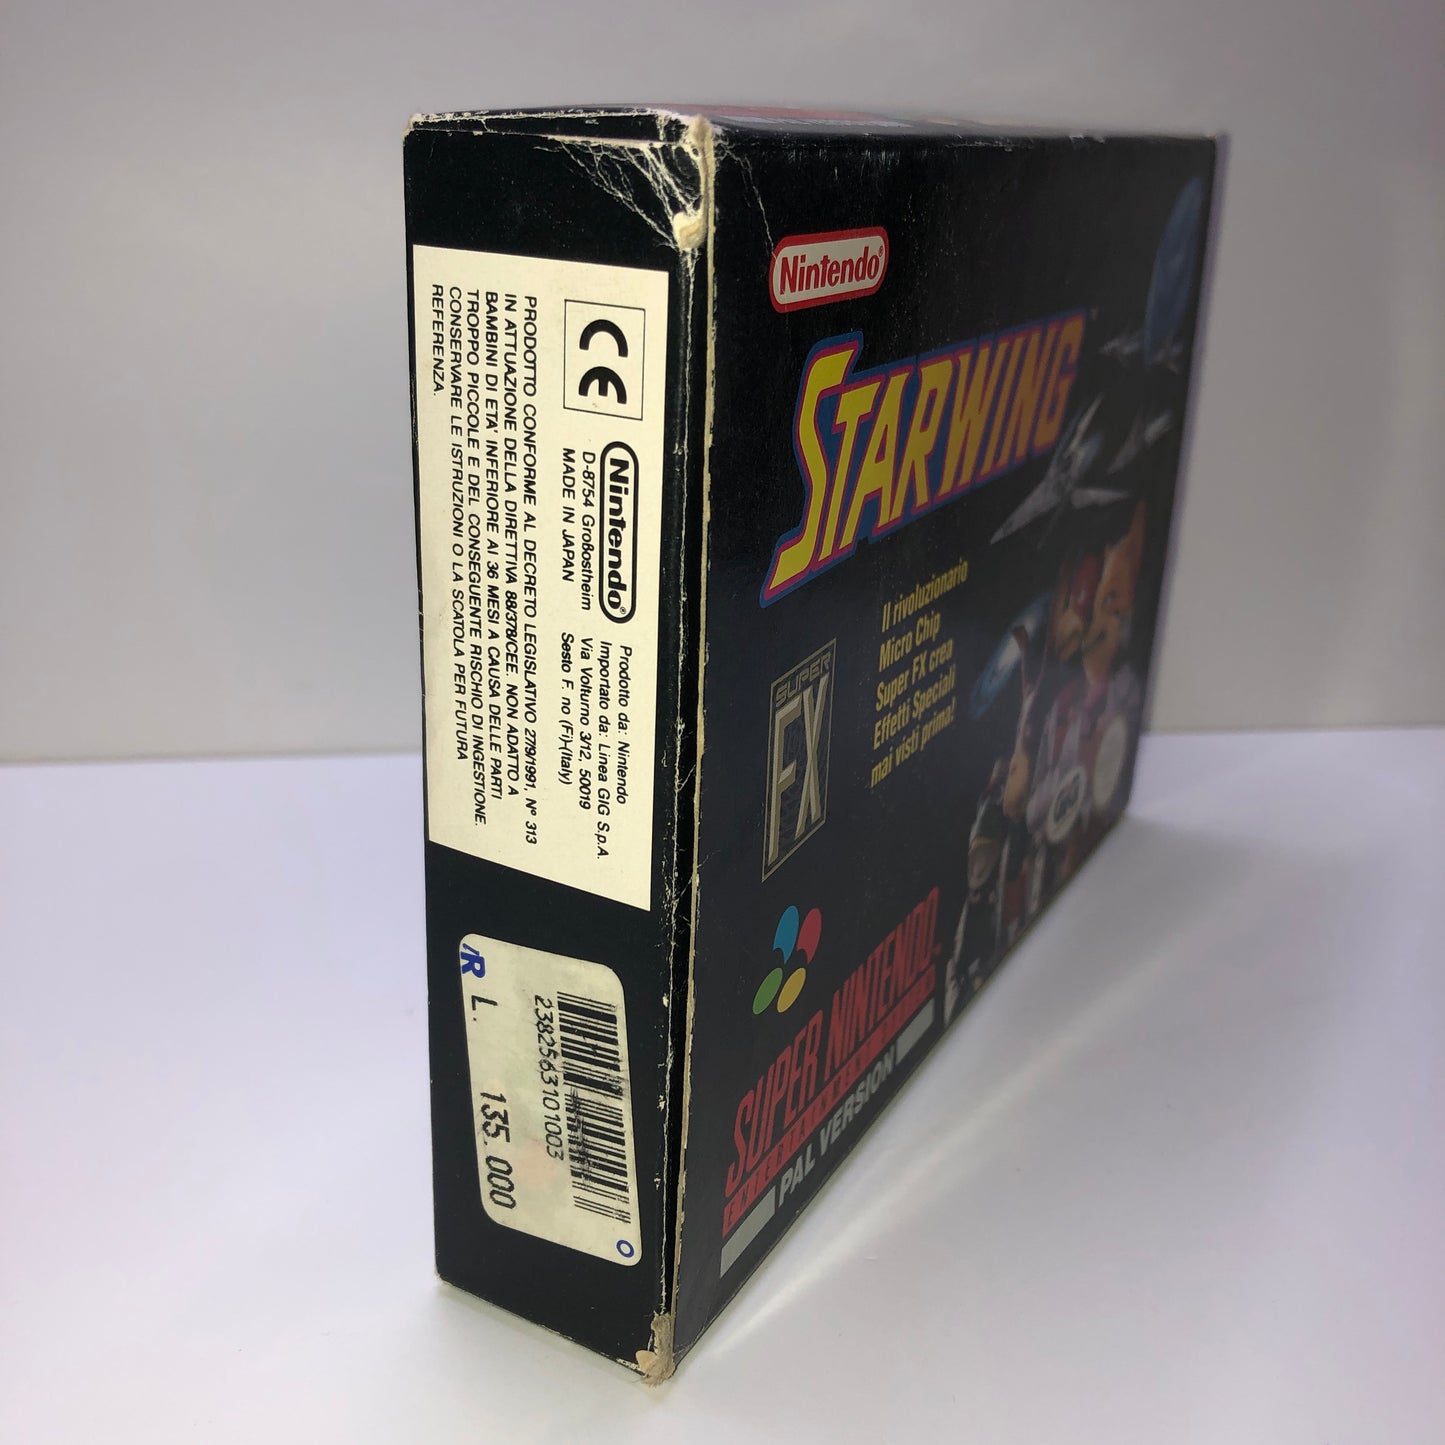 CE
Nintendo®
D-8754 Großostheim
MADE IN JAPAN
Prodotto da: Nintendo
Importato da: Linea GIG S.p.A.
Via Volturno 3/12, 50019
Sesto F. no (Fi)-(Italy)
PRODOTTO CONFORME AL DECRETO LEGISLATIVO 27/9/1991, N° 313
IN ATTUAZIONE DELLA DIRETTIVA 88/378/CEE. NON ADATTO A
BAMBINI DI ETA' INFERIORE AI 36 MESI A CAUSA DELLE PARTI
TROPPO PICCOLE E DEL CONSEGUENTE RISCHIO DI INGESTIONE.
CONSERVARE LE ISTRUZIONI O LA SCATOLA PER FUTURA
REFERENZA.
2382563101003
L. 135.000
Nintendo®
STARWING™
Il rivoluzionario
Micro Chip
Super FX crea
Effetti Speciali
mai visti prima!
SUPER
FX
SUPER NINTENDO™
PAL VERSION